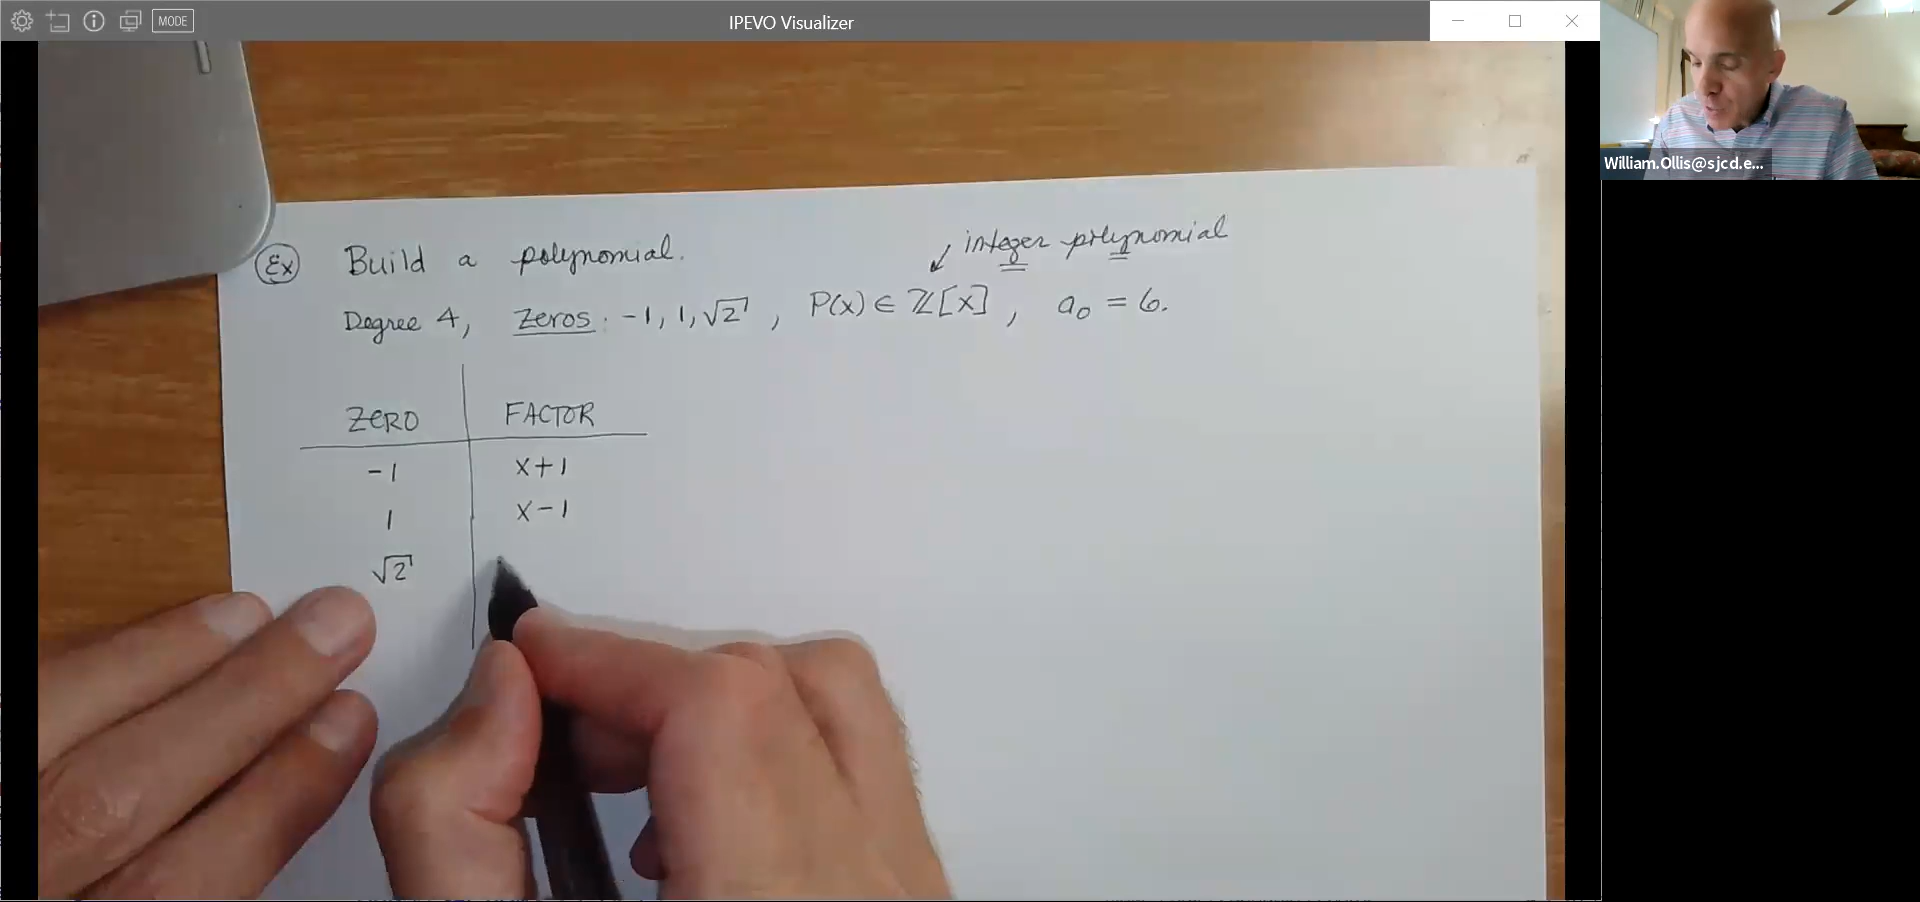 MODE
IPEVO Visualizer
William.Ollis@sjcd.e...
Ex Build a polynomial.
↙ integer polynomial
Degree 4, Zeros: -1, 1, √2, P(x) ∈ ℤ[x], a₀ = 6.
ZERO FACTOR
-1 x+1
1 x-1
√2